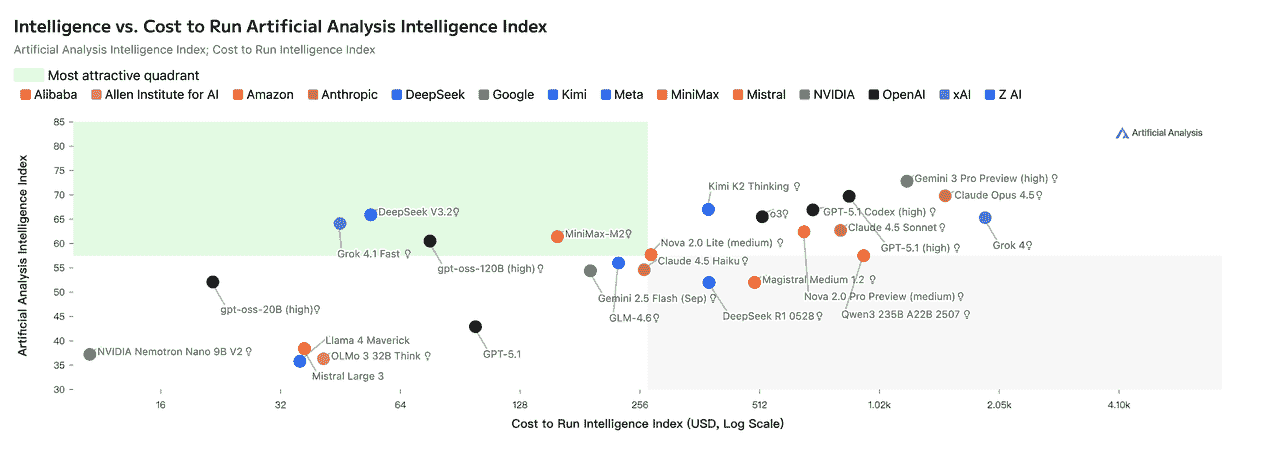 Intelligence vs. Cost to Run Artificial Analysis Intelligence Index
Artificial Analysis Intelligence Index; Cost to Run Intelligence Index
Most attractive quadrant
Alibaba Allen Institute for AI Amazon Anthropic DeepSeek Google Kimi Meta MiniMax Mistral NVIDIA OpenAI xAI Z AI
Artificial Analysis Intelligence Index
85
80
75
70
65
60
55
50
45
40
35
30
Artificial Analysis
Gemini 3 Pro Preview (high)
Kimi K2 Thinking
Claude Opus 4.5
DeepSeek V3.2
o3
GPT-5.1 Codex (high)
Claude 4.5 Sonnet
MiniMax-M2
Nova 2.0 Lite (medium)
GPT-5.1 (high)
Grok 4
Grok 4.1 Fast
Claude 4.5 Haiku
gpt-oss-120B (high)
Magistral Medium 1.2
Gemini 2.5 Flash (Sep)
Nova 2.0 Pro Preview (medium)
gpt-oss-20B (high)
GLM-4.6
DeepSeek R1 0528
Qwen3 235B A22B 2507
Llama 4 Maverick
NVIDIA Nemotron Nano 9B V2
OLMo 3 32B Think
GPT-5.1
Mistral Large 3
16 32 64 128 256 512 1.02k 2.05k 4.10k
Cost to Run Intelligence Index (USD, Log Scale)